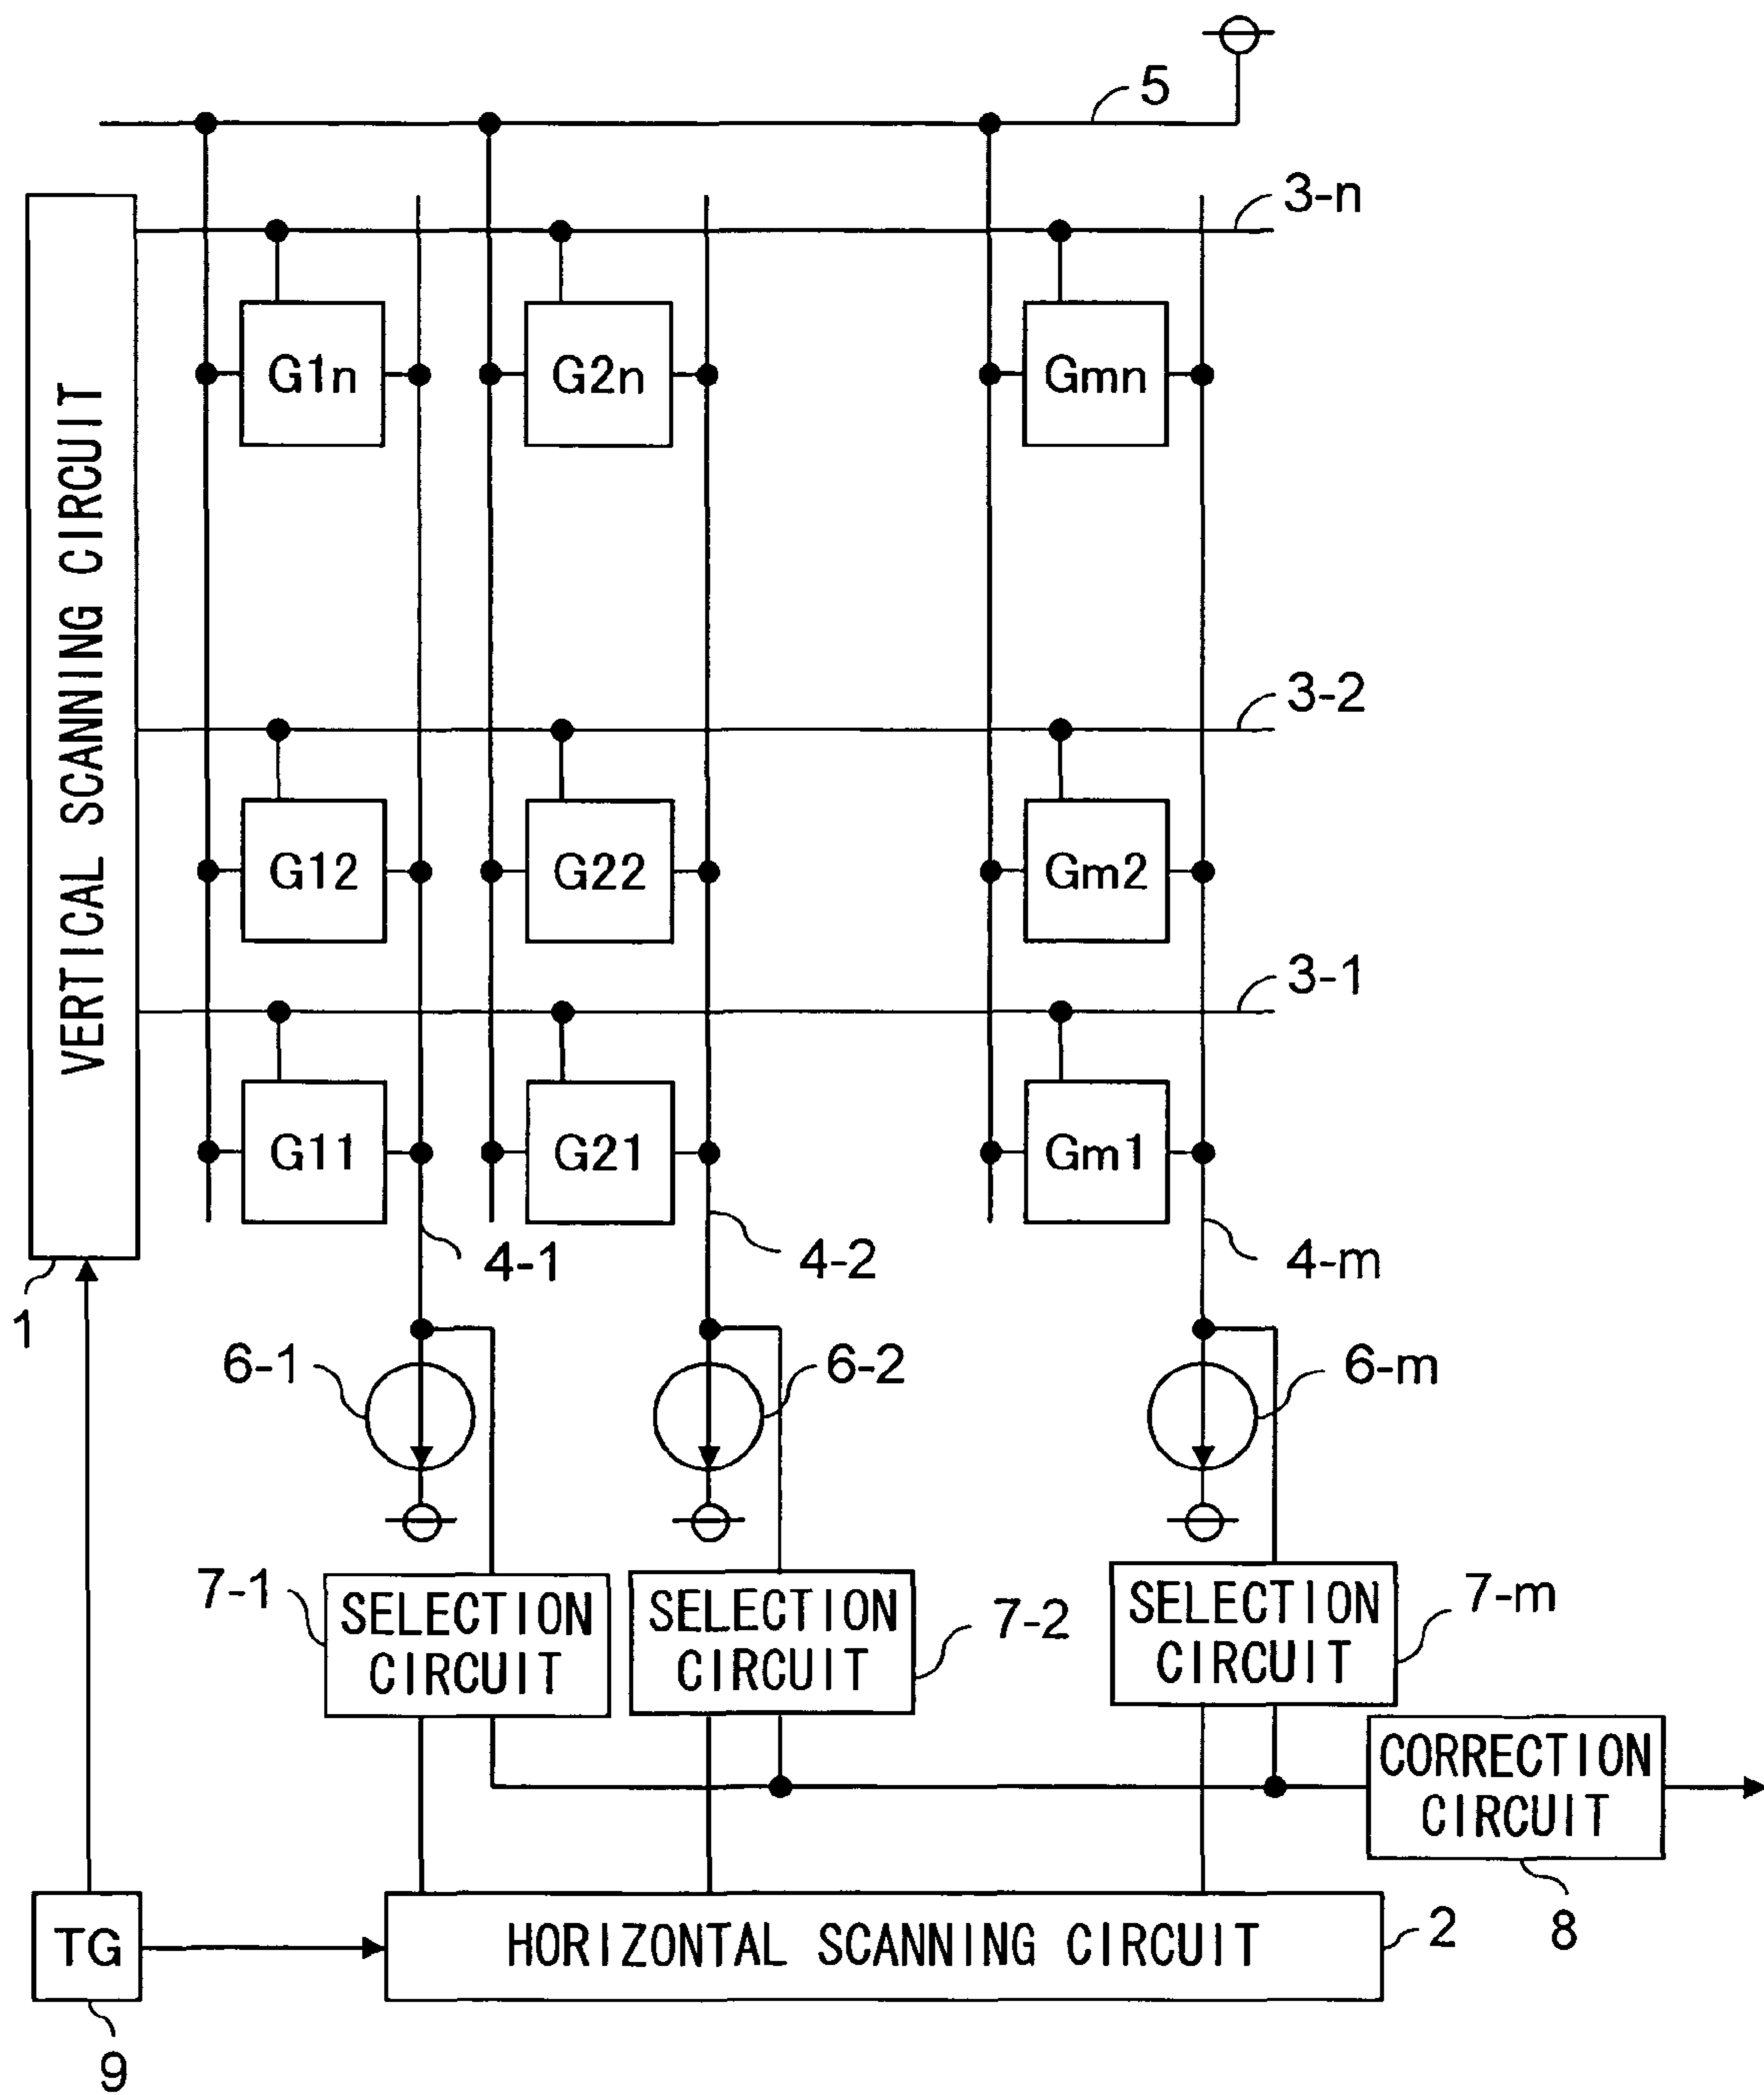 5
3-n
G1n
G2n
Gmn
VERTICAL SCANNING CIRCUIT
3-2
G12
G22
Gm2
3-1
G11
G21
Gm1
4-1
4-2
4-m
1
6-1
6-2
6-m
7-1
SELECTION
CIRCUIT
SELECTION
CIRCUIT
7-2
SELECTION
CIRCUIT
7-m
CORRECTION
CIRCUIT
8
TG
HORIZONTAL SCANNING CIRCUIT
2
9